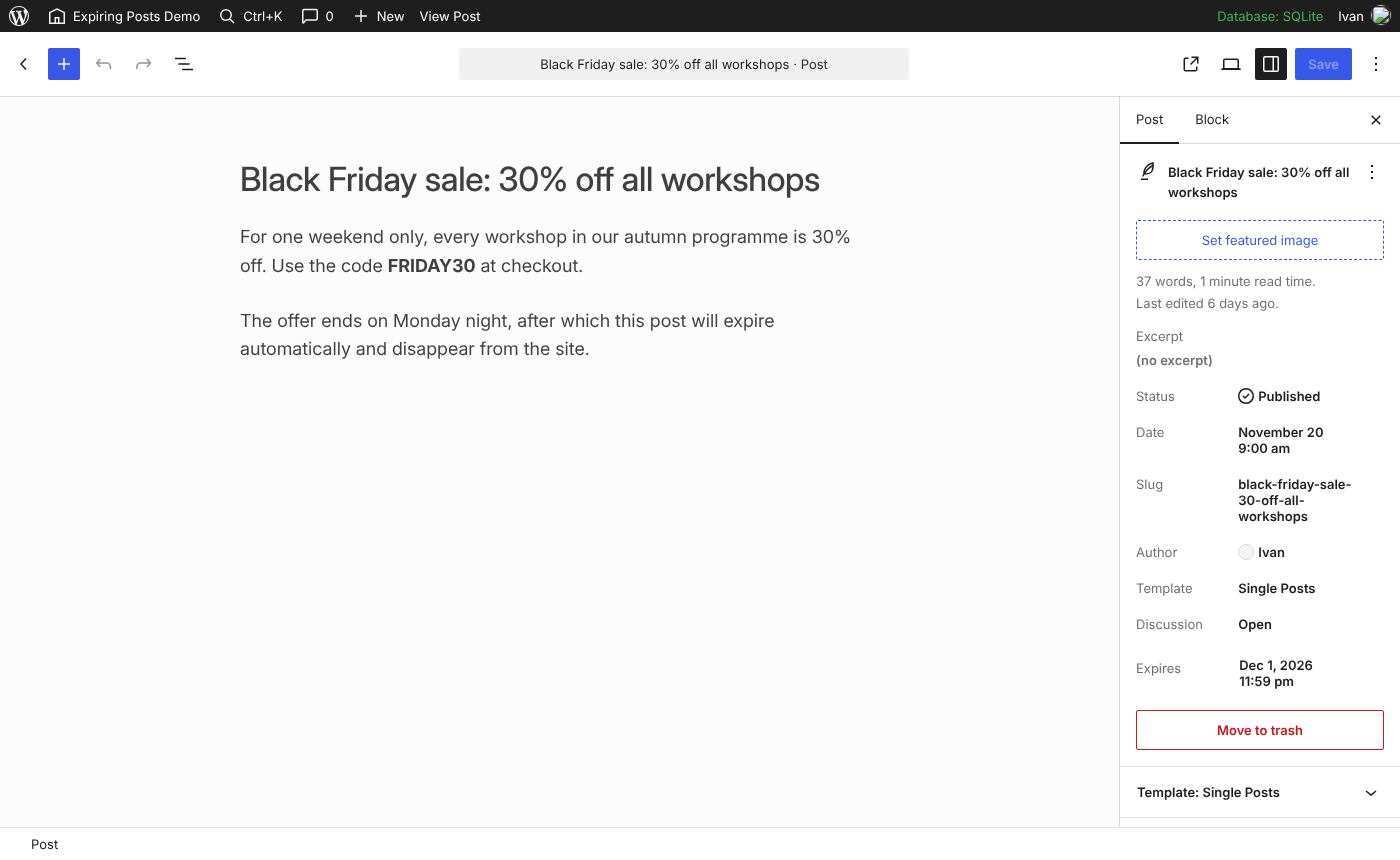 Expiring Posts Demo Ctrl+K 0 New View Post Database: SQLite Ivan
Black Friday sale: 30% off all workshops · Post
Save
Post Block
Black Friday sale: 30% off all workshops
For one weekend only, every workshop in our autumn programme is 30%
off. Use the code FRIDAY30 at checkout.
The offer ends on Monday night, after which this post will expire
automatically and disappear from the site.
Black Friday sale: 30% off all
workshops
Set featured image
37 words, 1 minute read time.
Last edited 6 days ago.
Excerpt
(no excerpt)
Status Published
Date November 20
9:00 am
Slug black-friday-sale-
30-off-all-
workshops
Author Ivan
Template Single Posts
Discussion Open
Expires Dec 1, 2026
11:59 pm
Move to trash
Template: Single Posts
Post